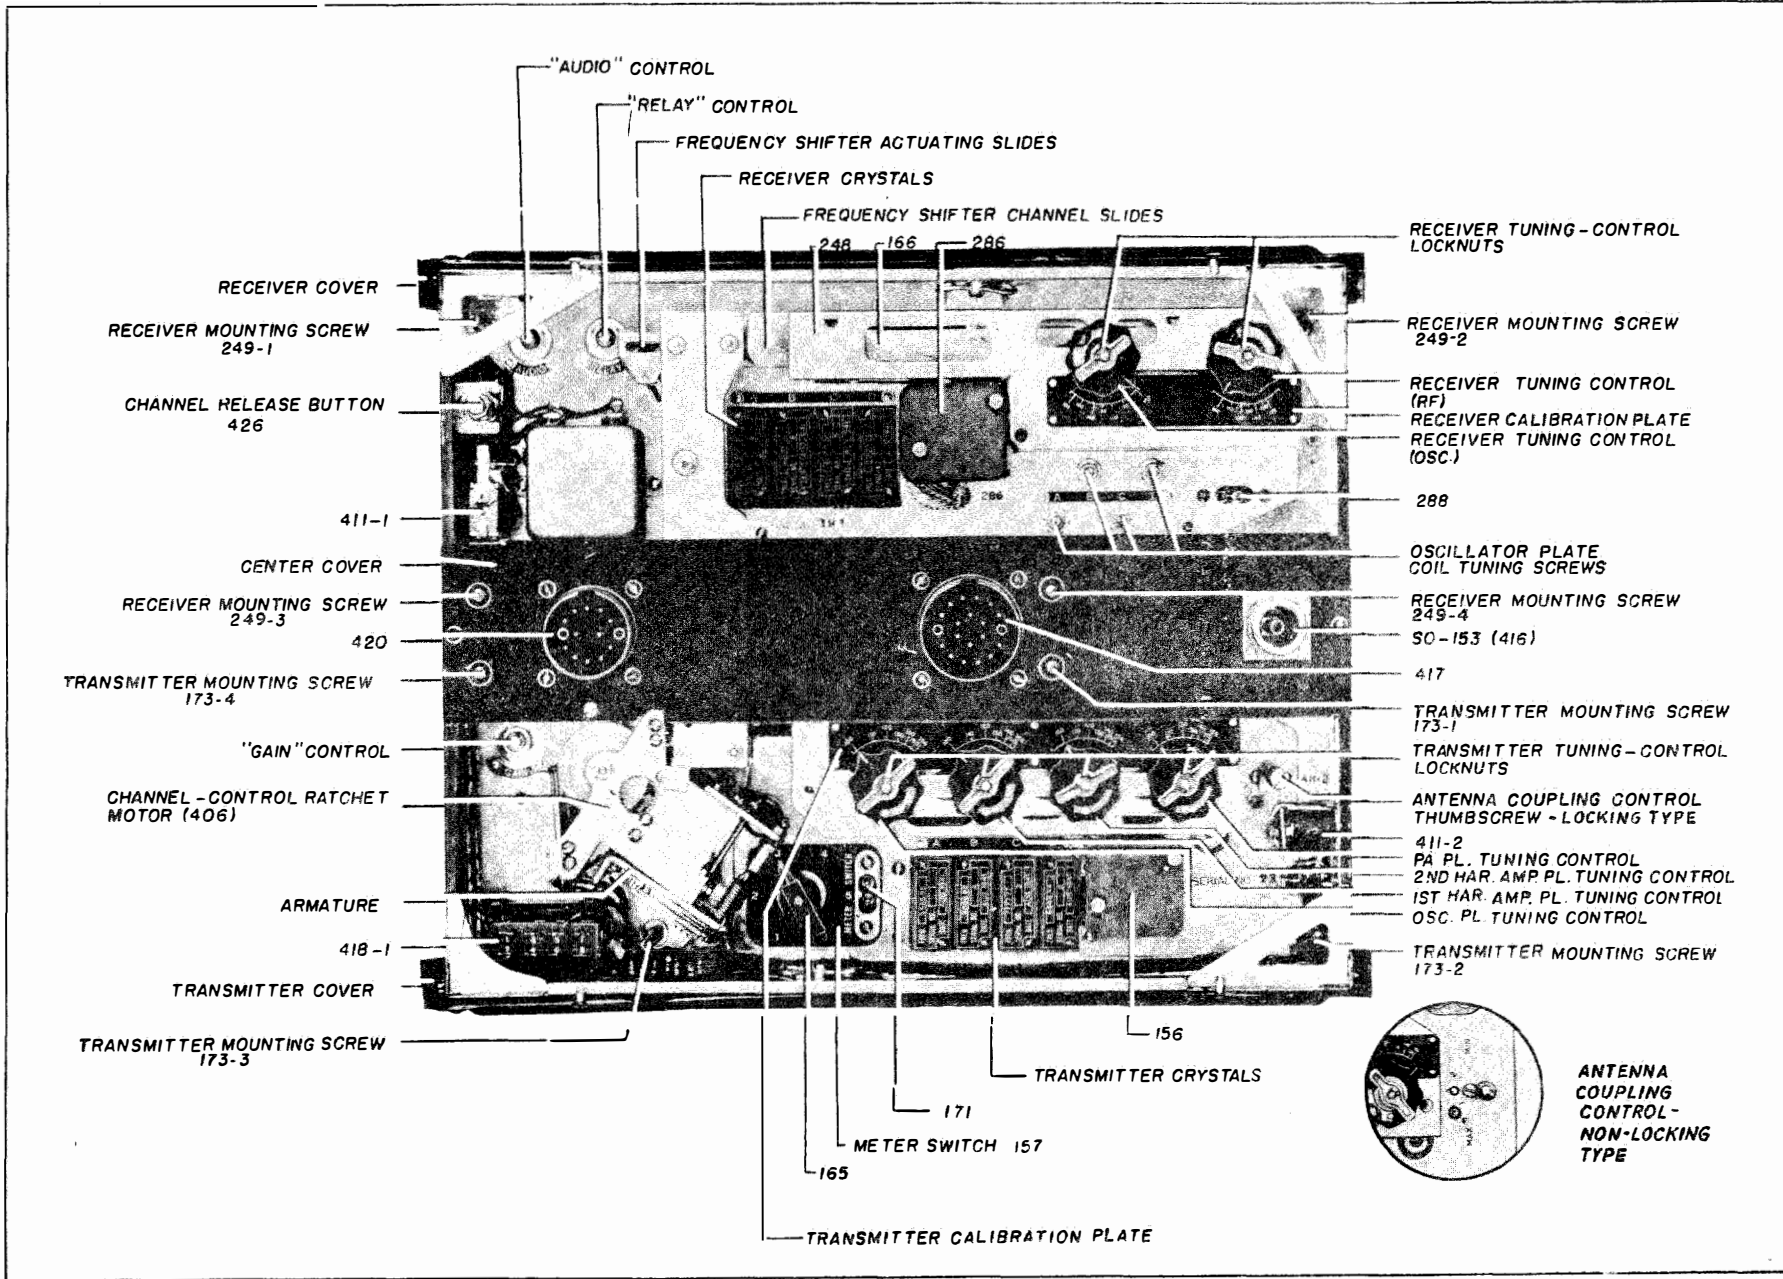 "AUDIO" CONTROL
"RELAY" CONTROL
FREQUENCY SHIFTER ACTUATING SLIDES
RECEIVER CRYSTALS
FREQUENCY SHIFTER CHANNEL SLIDES
248
166
286
RECEIVER COVER
RECEIVER MOUNTING SCREW
249-1
CHANNEL RELEASE BUTTON
426
411-1
CENTER COVER
RECEIVER MOUNTING SCREW
249-3
420
TRANSMITTER MOUNTING SCREW
173-4
"GAIN" CONTROL
CHANNEL-CONTROL RATCHET
MOTOR (406)
ARMATURE
418-1
TRANSMITTER COVER
TRANSMITTER MOUNTING SCREW
173-3
RECEIVER TUNING-CONTROL
LOCKNUTS
RECEIVER MOUNTING SCREW
249-2
RECEIVER TUNING CONTROL
(RF)
RECEIVER CALIBRATION PLATE
RECEIVER TUNING CONTROL
(OSC.)
288
OSCILLATOR PLATE
COIL TUNING SCREWS
RECEIVER MOUNTING SCREW
249-4
SO-153 (416)
417
TRANSMITTER MOUNTING SCREW
173-1
TRANSMITTER TUNING-CONTROL
LOCKNUTS
ANTENNA COUPLING CONTROL
THUMBSCREW-LOCKING TYPE
411-2
PA PL. TUNING CONTROL
2ND HAR. AMP. PL. TUNING CONTROL
1ST HAR. AMP. PL. TUNING CONTROL
OSC. PL. TUNING CONTROL
TRANSMITTER MOUNTING SCREW
173-2
286
A B C D
METER SWITCH
SERIAL NO.
156
TRANSMITTER CRYSTALS
171
METER SWITCH 157
165
TRANSMITTER CALIBRATION PLATE
MIN
MAX
ANTENNA
COUPLING
CONTROL-
NON-LOCKING
TYPE